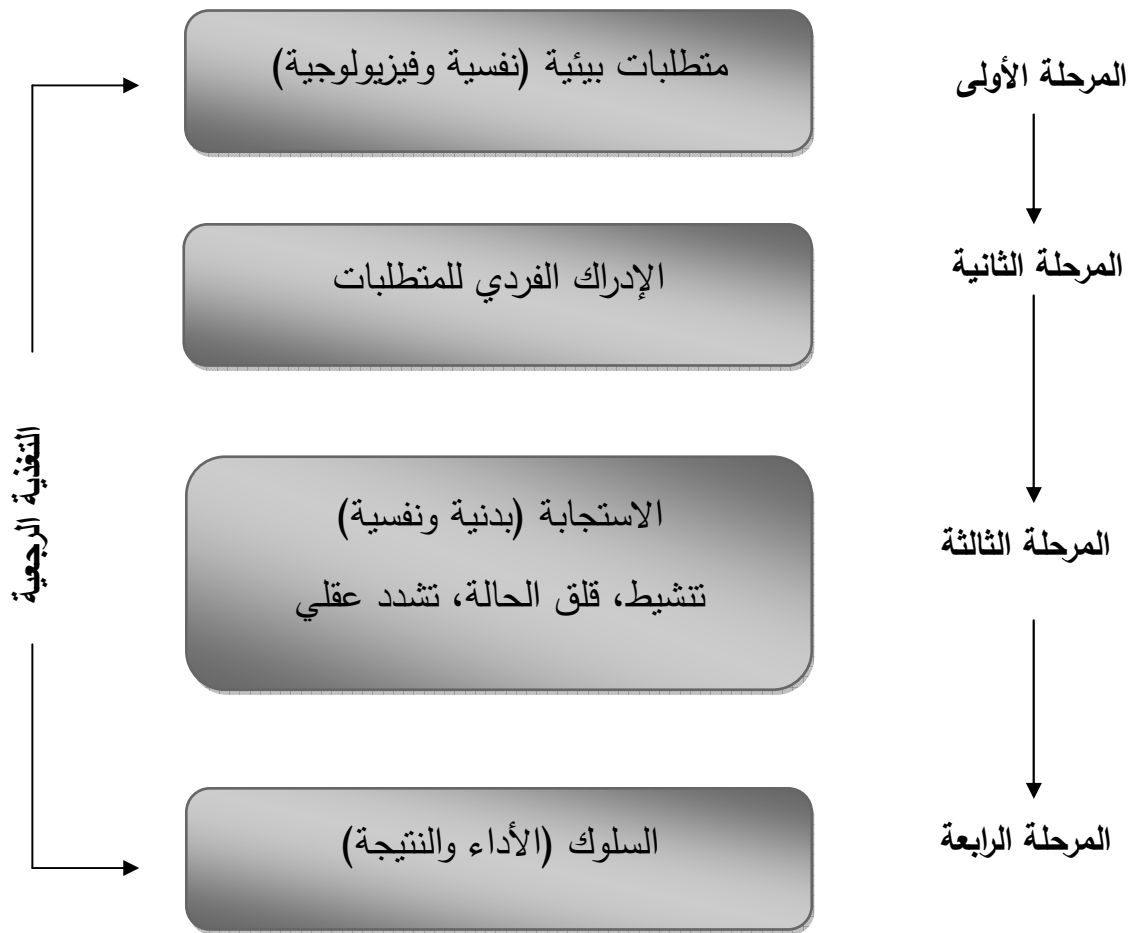 المرحلة الأولى
متطلبات بيئية (نفسية وفيزيولوجية)
المرحلة الثانية
الإدراك الفردي للمتطلبات
المرحلة الثالثة
الاستجابة (بدنية ونفسية)
تنشيط، قلق الحالة، تشدد عقلي
المرحلة الرابعة
السلوك (الأداء والنتيجة)
التغذية الرجعية